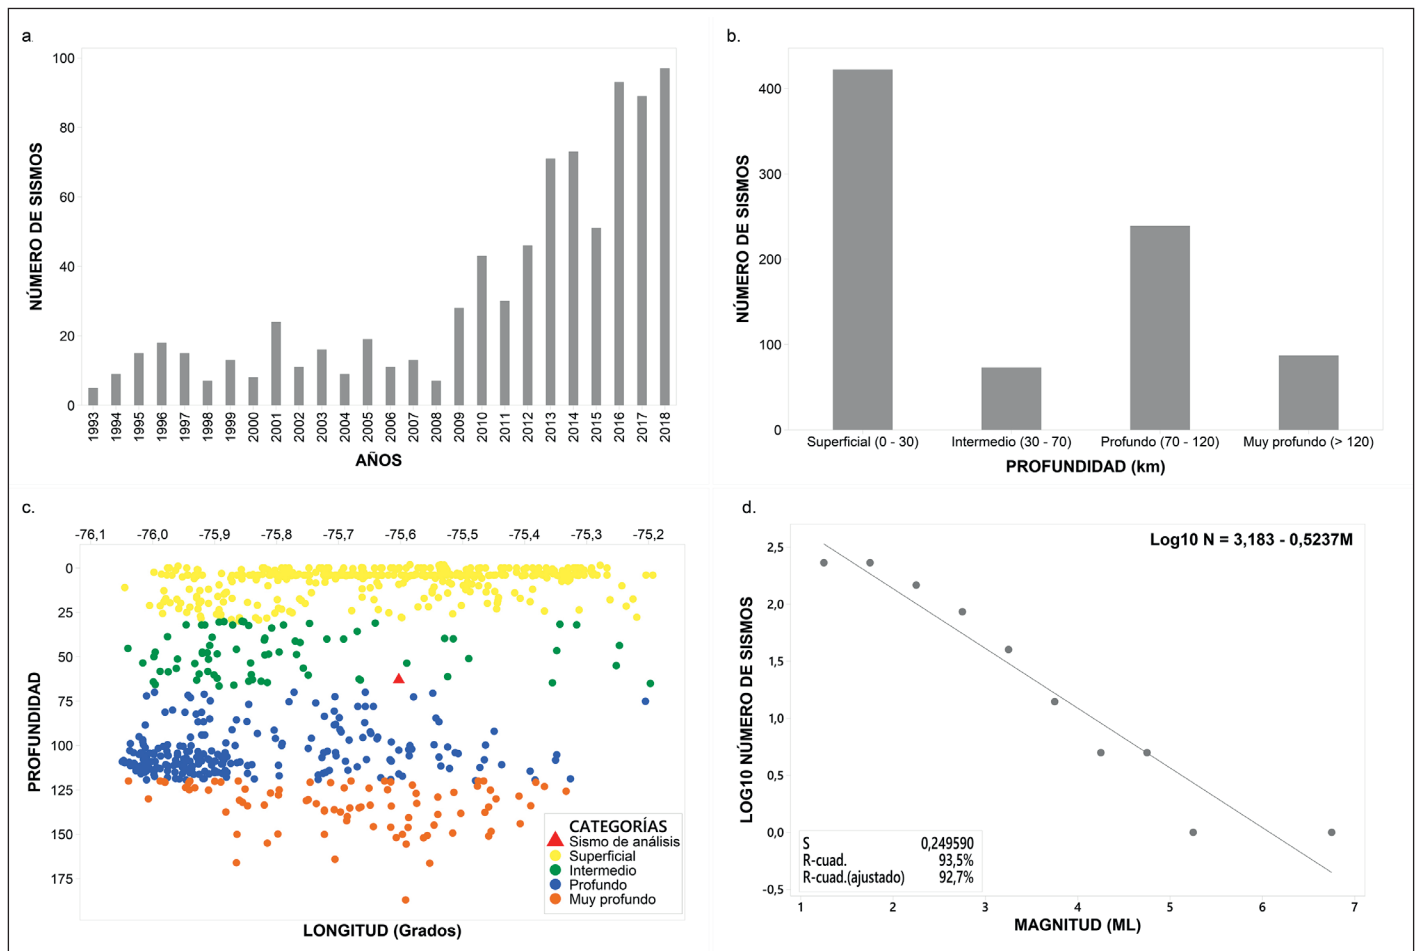 a.
100
80
60
40
20
0
NÚMERO DE SISMOS
1993 1994 1995 1996 1997 1998 1999 2000 2001 2002 2003 2004 2005 2006 2007 2008 2009 2010 2011 2012 2013 2014 2015 2016 2017 2018
AÑOS
b.
400
300
200
100
0
NÚMERO DE SISMOS
Superficial (0 - 30) Intermedio (30 - 70) Profundo (70 - 120) Muy profundo (> 120)
PROFUNDIDAD (km)
c.
-76,1 -76,0 -75,9 -75,8 -75,7 -75,6 -75,5 -75,4 -75,3 -75,2
0
25
50
75
100
125
150
175
PROFUNDIDAD
CATEGORÍAS
Sismo de análisis
Superficial
Intermedio
Profundo
Muy profundo
LONGITUD (Grados)
d.
Log10 N = 3,183 - 0,5237M
2,5
2,0
1,5
1,0
0,5
0,0
-0,5
LOG10 NÚMERO DE SISMOS
S 0,249590
R-cuad. 93,5%
R-cuad.(ajustado) 92,7%
1 2 3 4 5 6 7
MAGNITUD (ML)